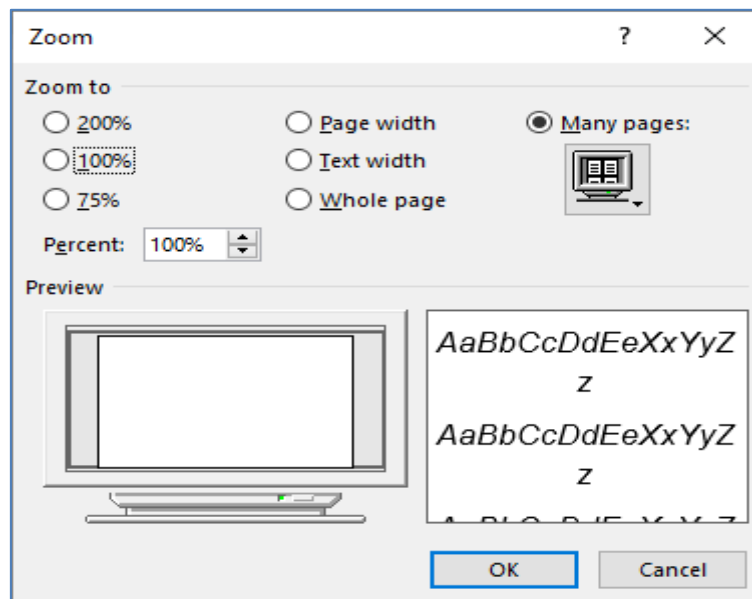 Zoom ?
Zoom to
200%
Page width
Many pages:
100%
Text width
75%
Whole page
Percent: 100%
Preview
AaBbCcDdEeXxYyZ
z
AaBbCcDdEeXxYyZ
z
OK
Cancel